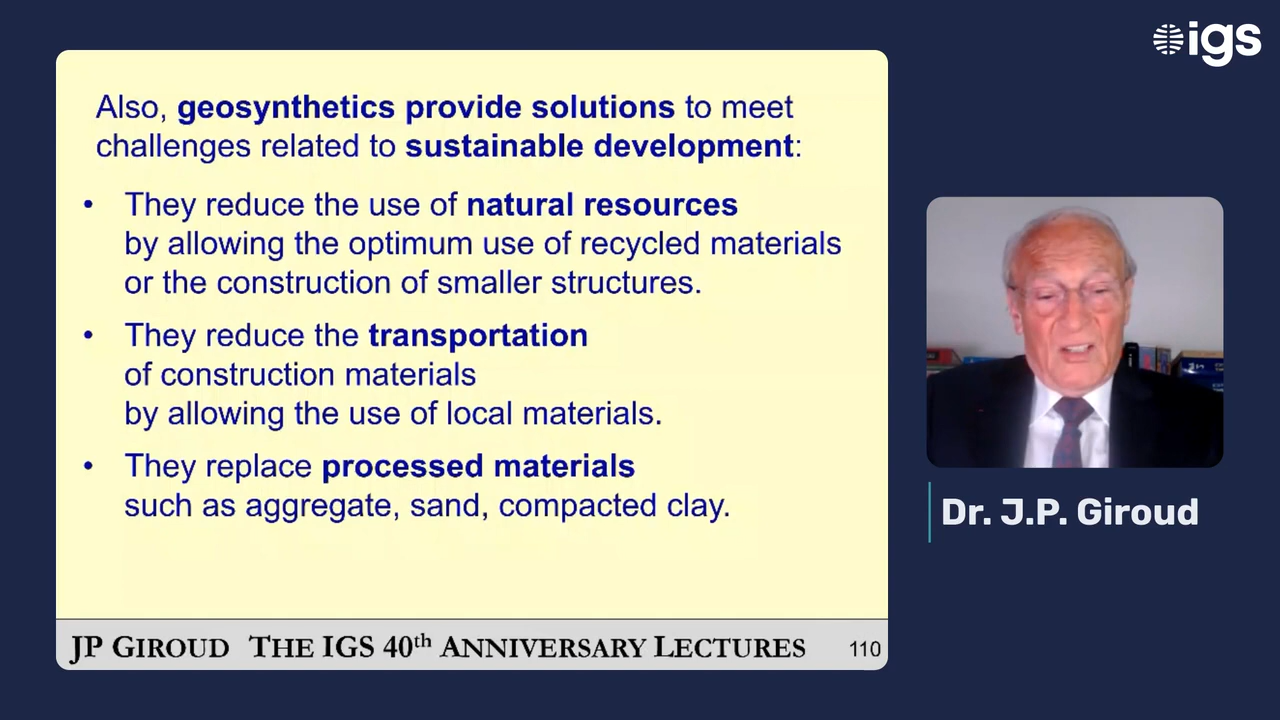 igs
Also, geosynthetics provide solutions to meet
challenges related to sustainable development:
• They reduce the use of natural resources
by allowing the optimum use of recycled materials
or the construction of smaller structures.
• They reduce the transportation
of construction materials
by allowing the use of local materials.
• They replace processed materials
such as aggregate, sand, compacted clay.
JP GIROUD THE IGS 40th ANNIVERSARY LECTURES 110
Dr. J.P. Giroud